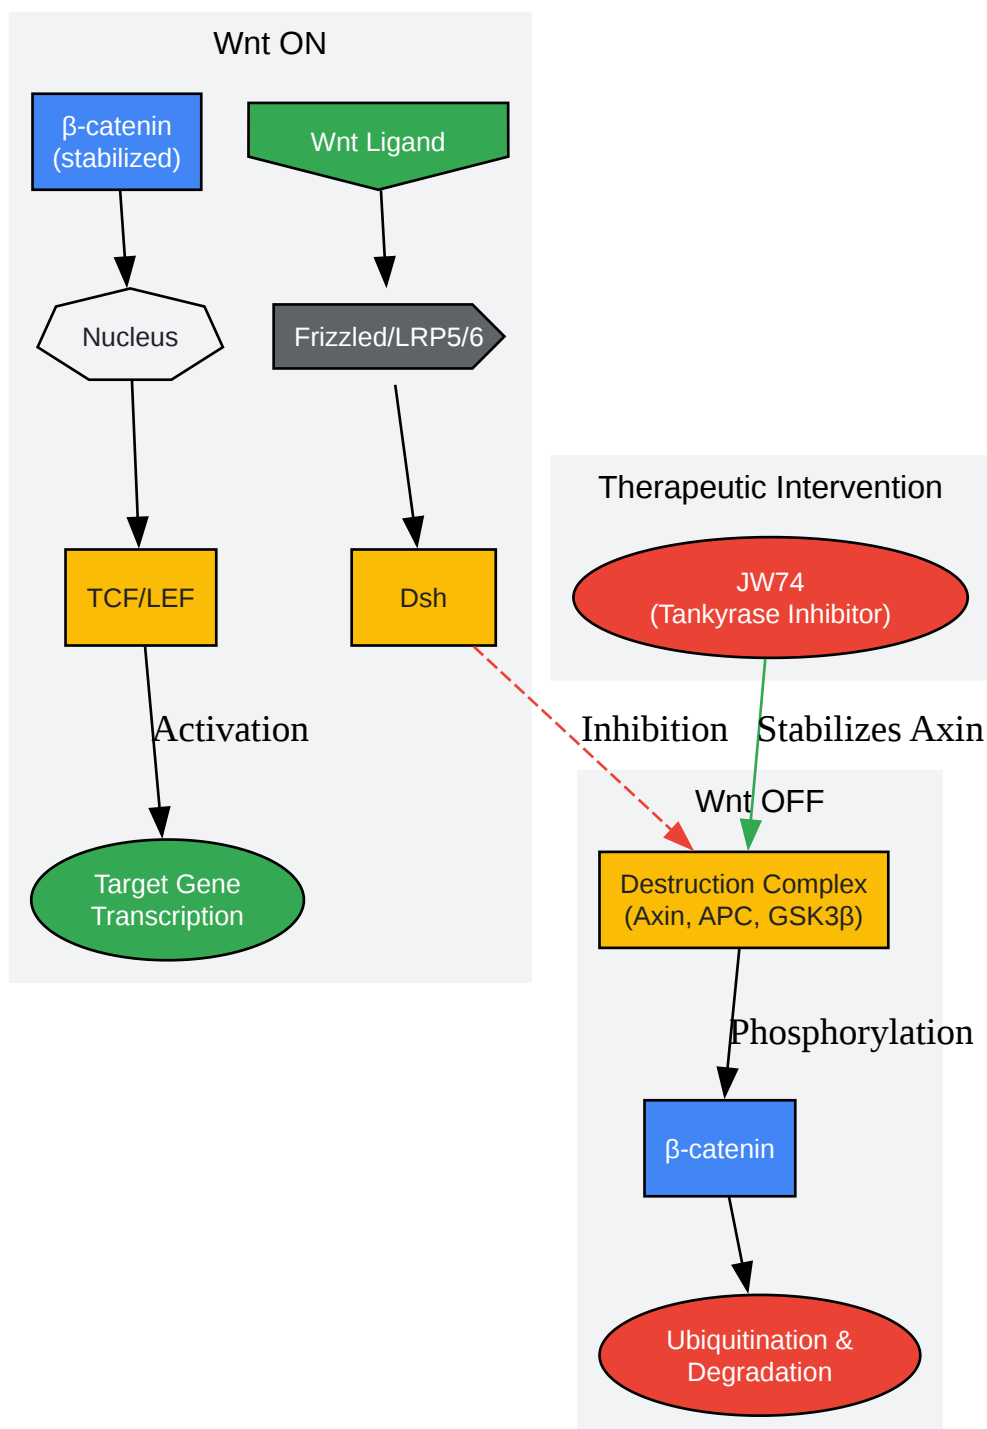 Wnt ON
β-catenin
(stabilized)
Wnt Ligand
Nucleus
Frizzled/LRP5/6
Therapeutic Intervention
JW74
(Tankyrase Inhibitor)
TCF/LEF
Dsh
Activation
Inhibition
Stabilizes Axin
Wnt OFF
Target Gene
Transcription
Destruction Complex
(Axin, APC, GSK3β)
Phosphorylation
β-catenin
Ubiquitination &
Degradation